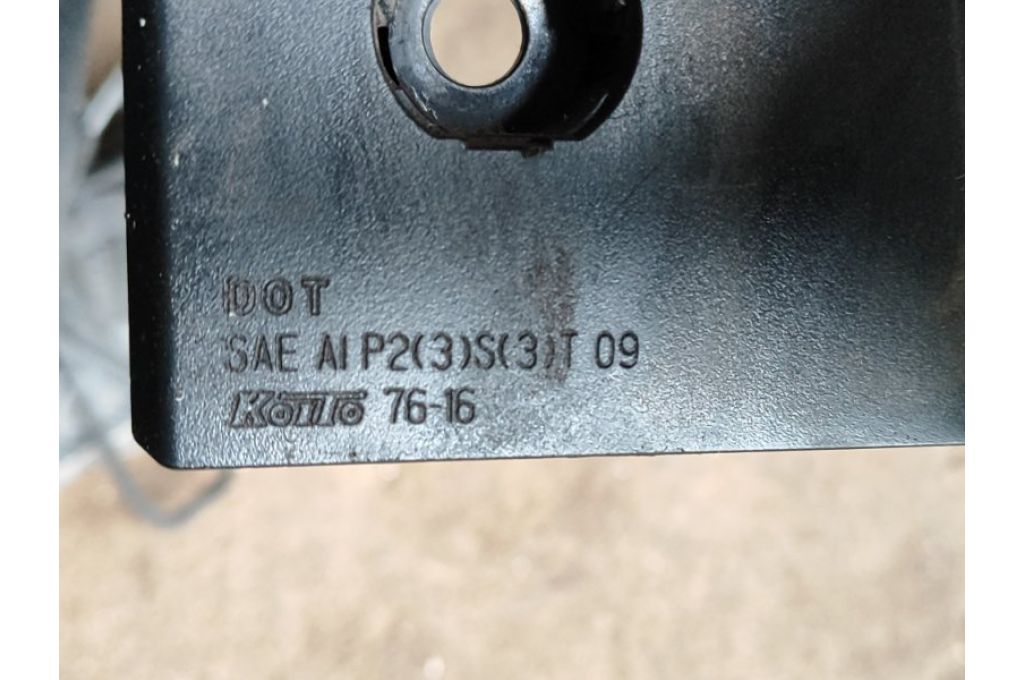 DOT
SAE AI P2(3)S(3)T 09
KOITO 76-16